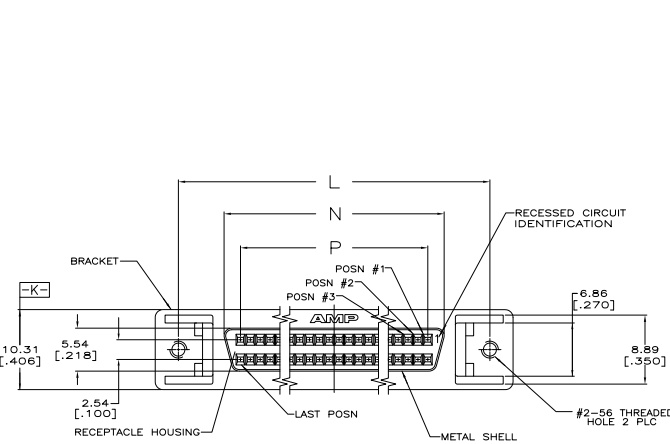 L
N
RECESSED CIRCUIT
IDENTIFICATION
P
POSN #1
BRACKET
POSN #2
POSN #3
-K-
6.86
[.270]
AMP
1
10.31
[.406]
5.54
[.218]
8.89
[.350]
2.54
[.100]
LAST POSN
#2-56 THREADED
HOLE 2 PLC
RECEPTACLE HOUSING
METAL SHELL